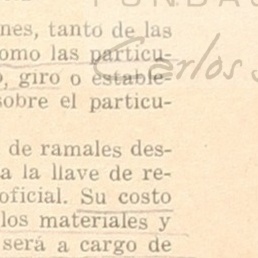 FUNDAC
nes, tanto de las
omo las particu-
o, giro o estable-
sobre el particu-
Carlos
de ramales des-
a la llave de re-
oficial. Su costo
los materiales y
será a cargo de